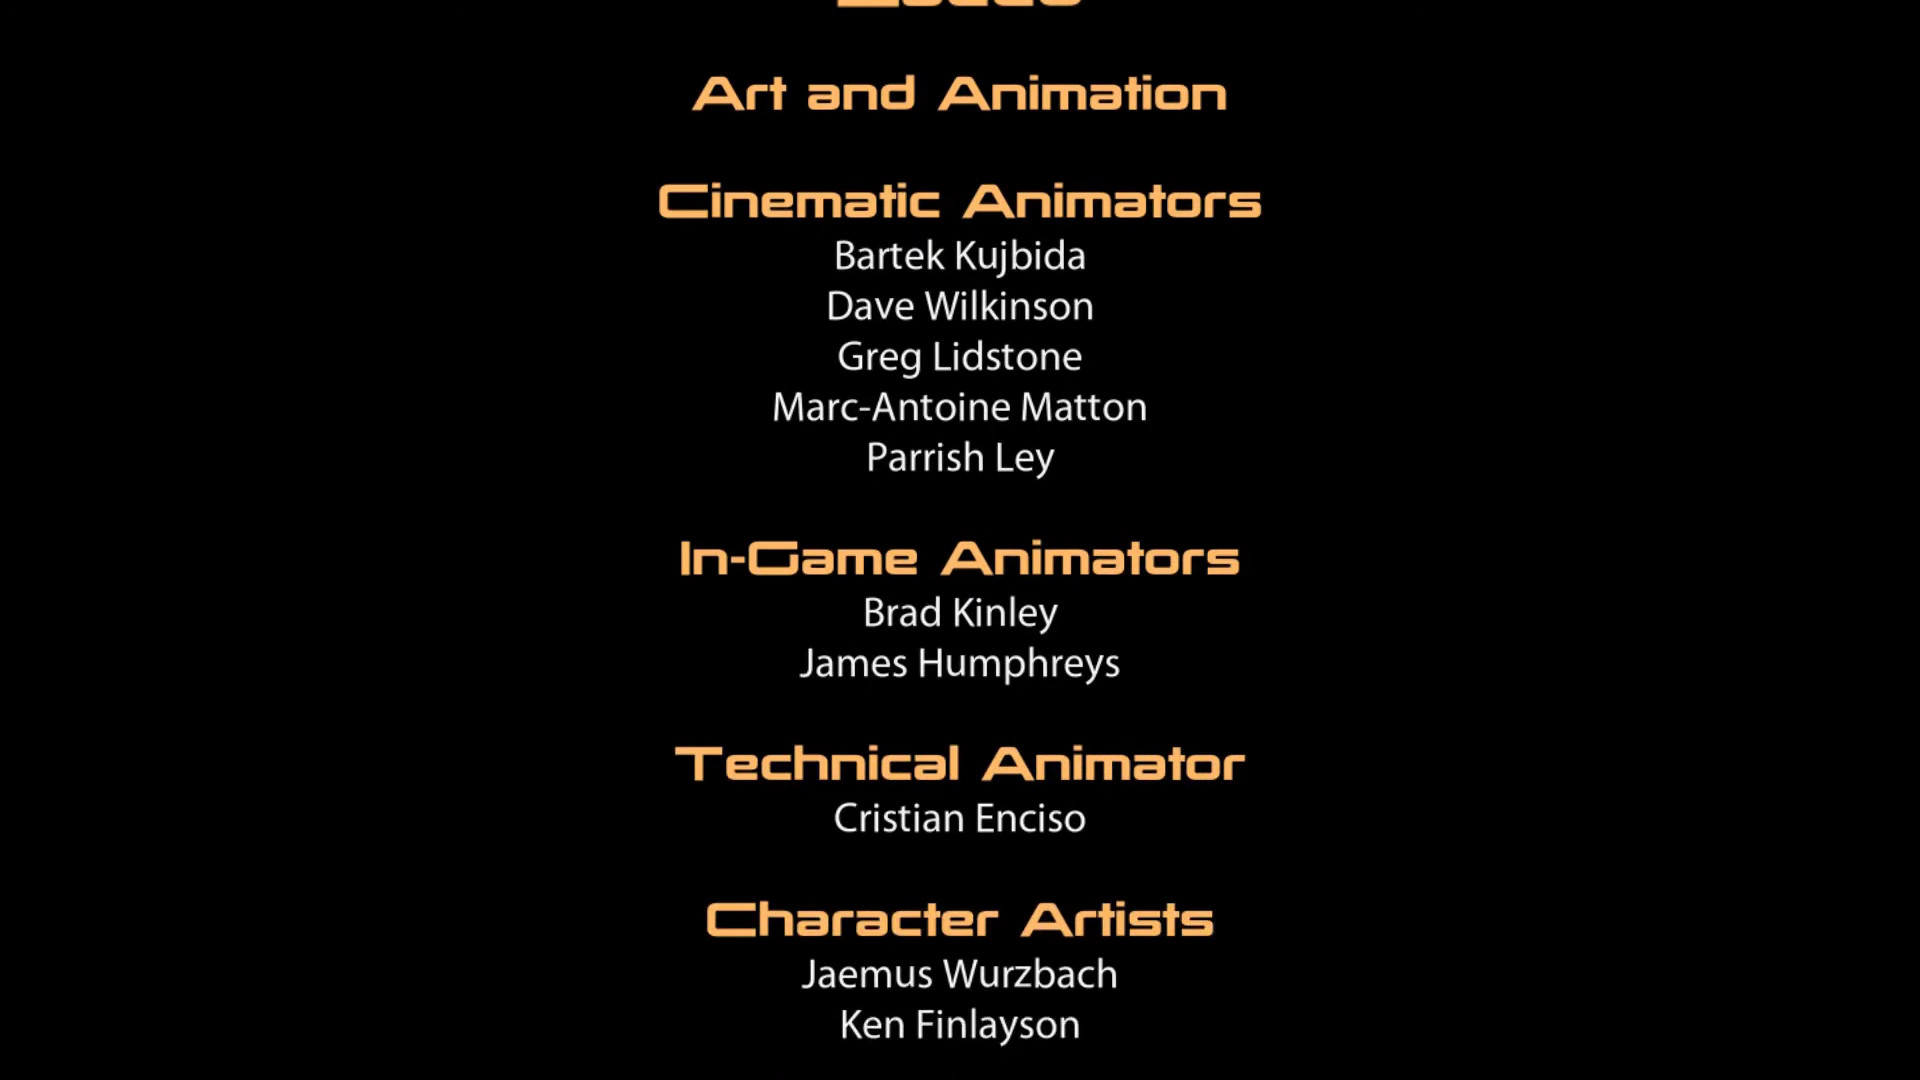 Art and Animation
Cinematic Animators
Bartek Kujbida
Dave Wilkinson
Greg Lidstone
Marc-Antoine Matton
Parrish Ley
In-Game Animators
Brad Kinley
James Humphreys
Technical Animator
Cristian Enciso
Character Artists
Jaemus Wurzbach
Ken Finlayson